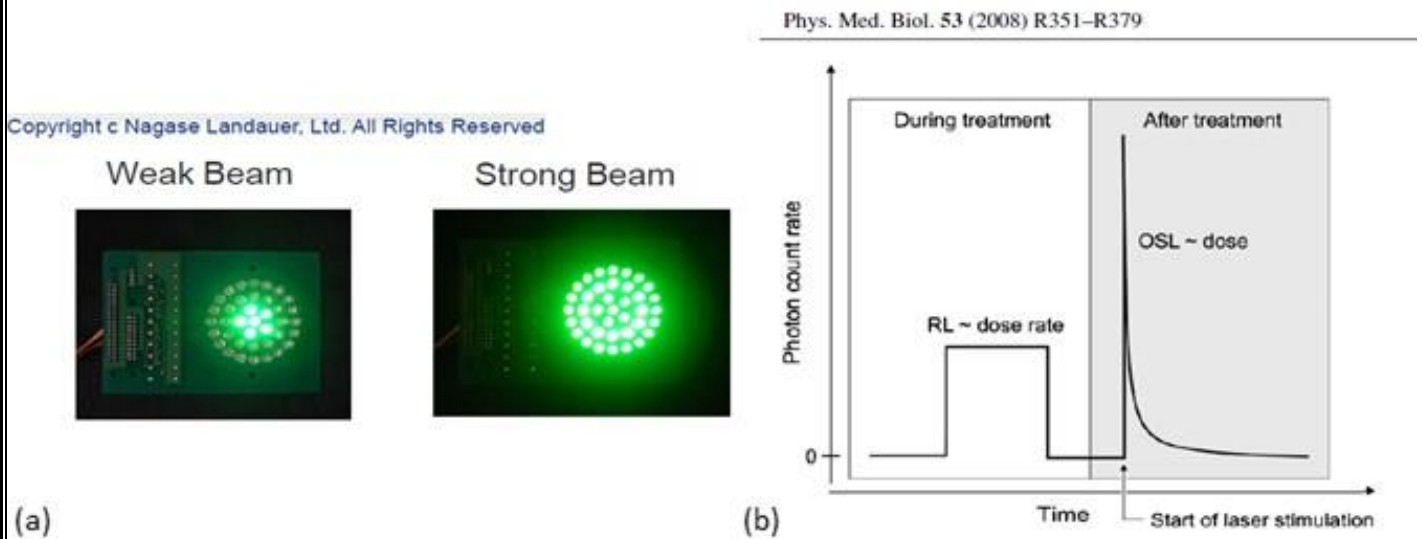 Phys. Med. Biol. 53 (2008) R351–R379
Copyright c Nagase Landauer, Ltd. All Rights Reserved
Weak Beam
Strong Beam
(a)
During treatment
After treatment
Photon count rate
OSL ~ dose
RL ~ dose rate
0
Time
Start of laser stimulation
(b)